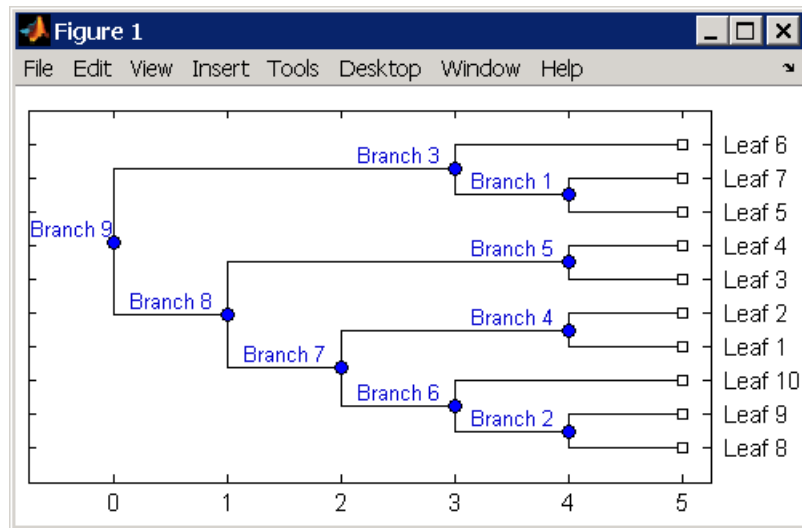 Figure 1
File Edit View Insert Tools Desktop Window Help
Leaf 6
Branch 3
Leaf 7
Branch 1
Leaf 5
Branch 9
Leaf 4
Branch 5
Leaf 3
Branch 8
Leaf 2
Branch 4
Leaf 1
Branch 7
Leaf 10
Branch 6
Leaf 9
Branch 2
Leaf 8
0 1 2 3 4 5